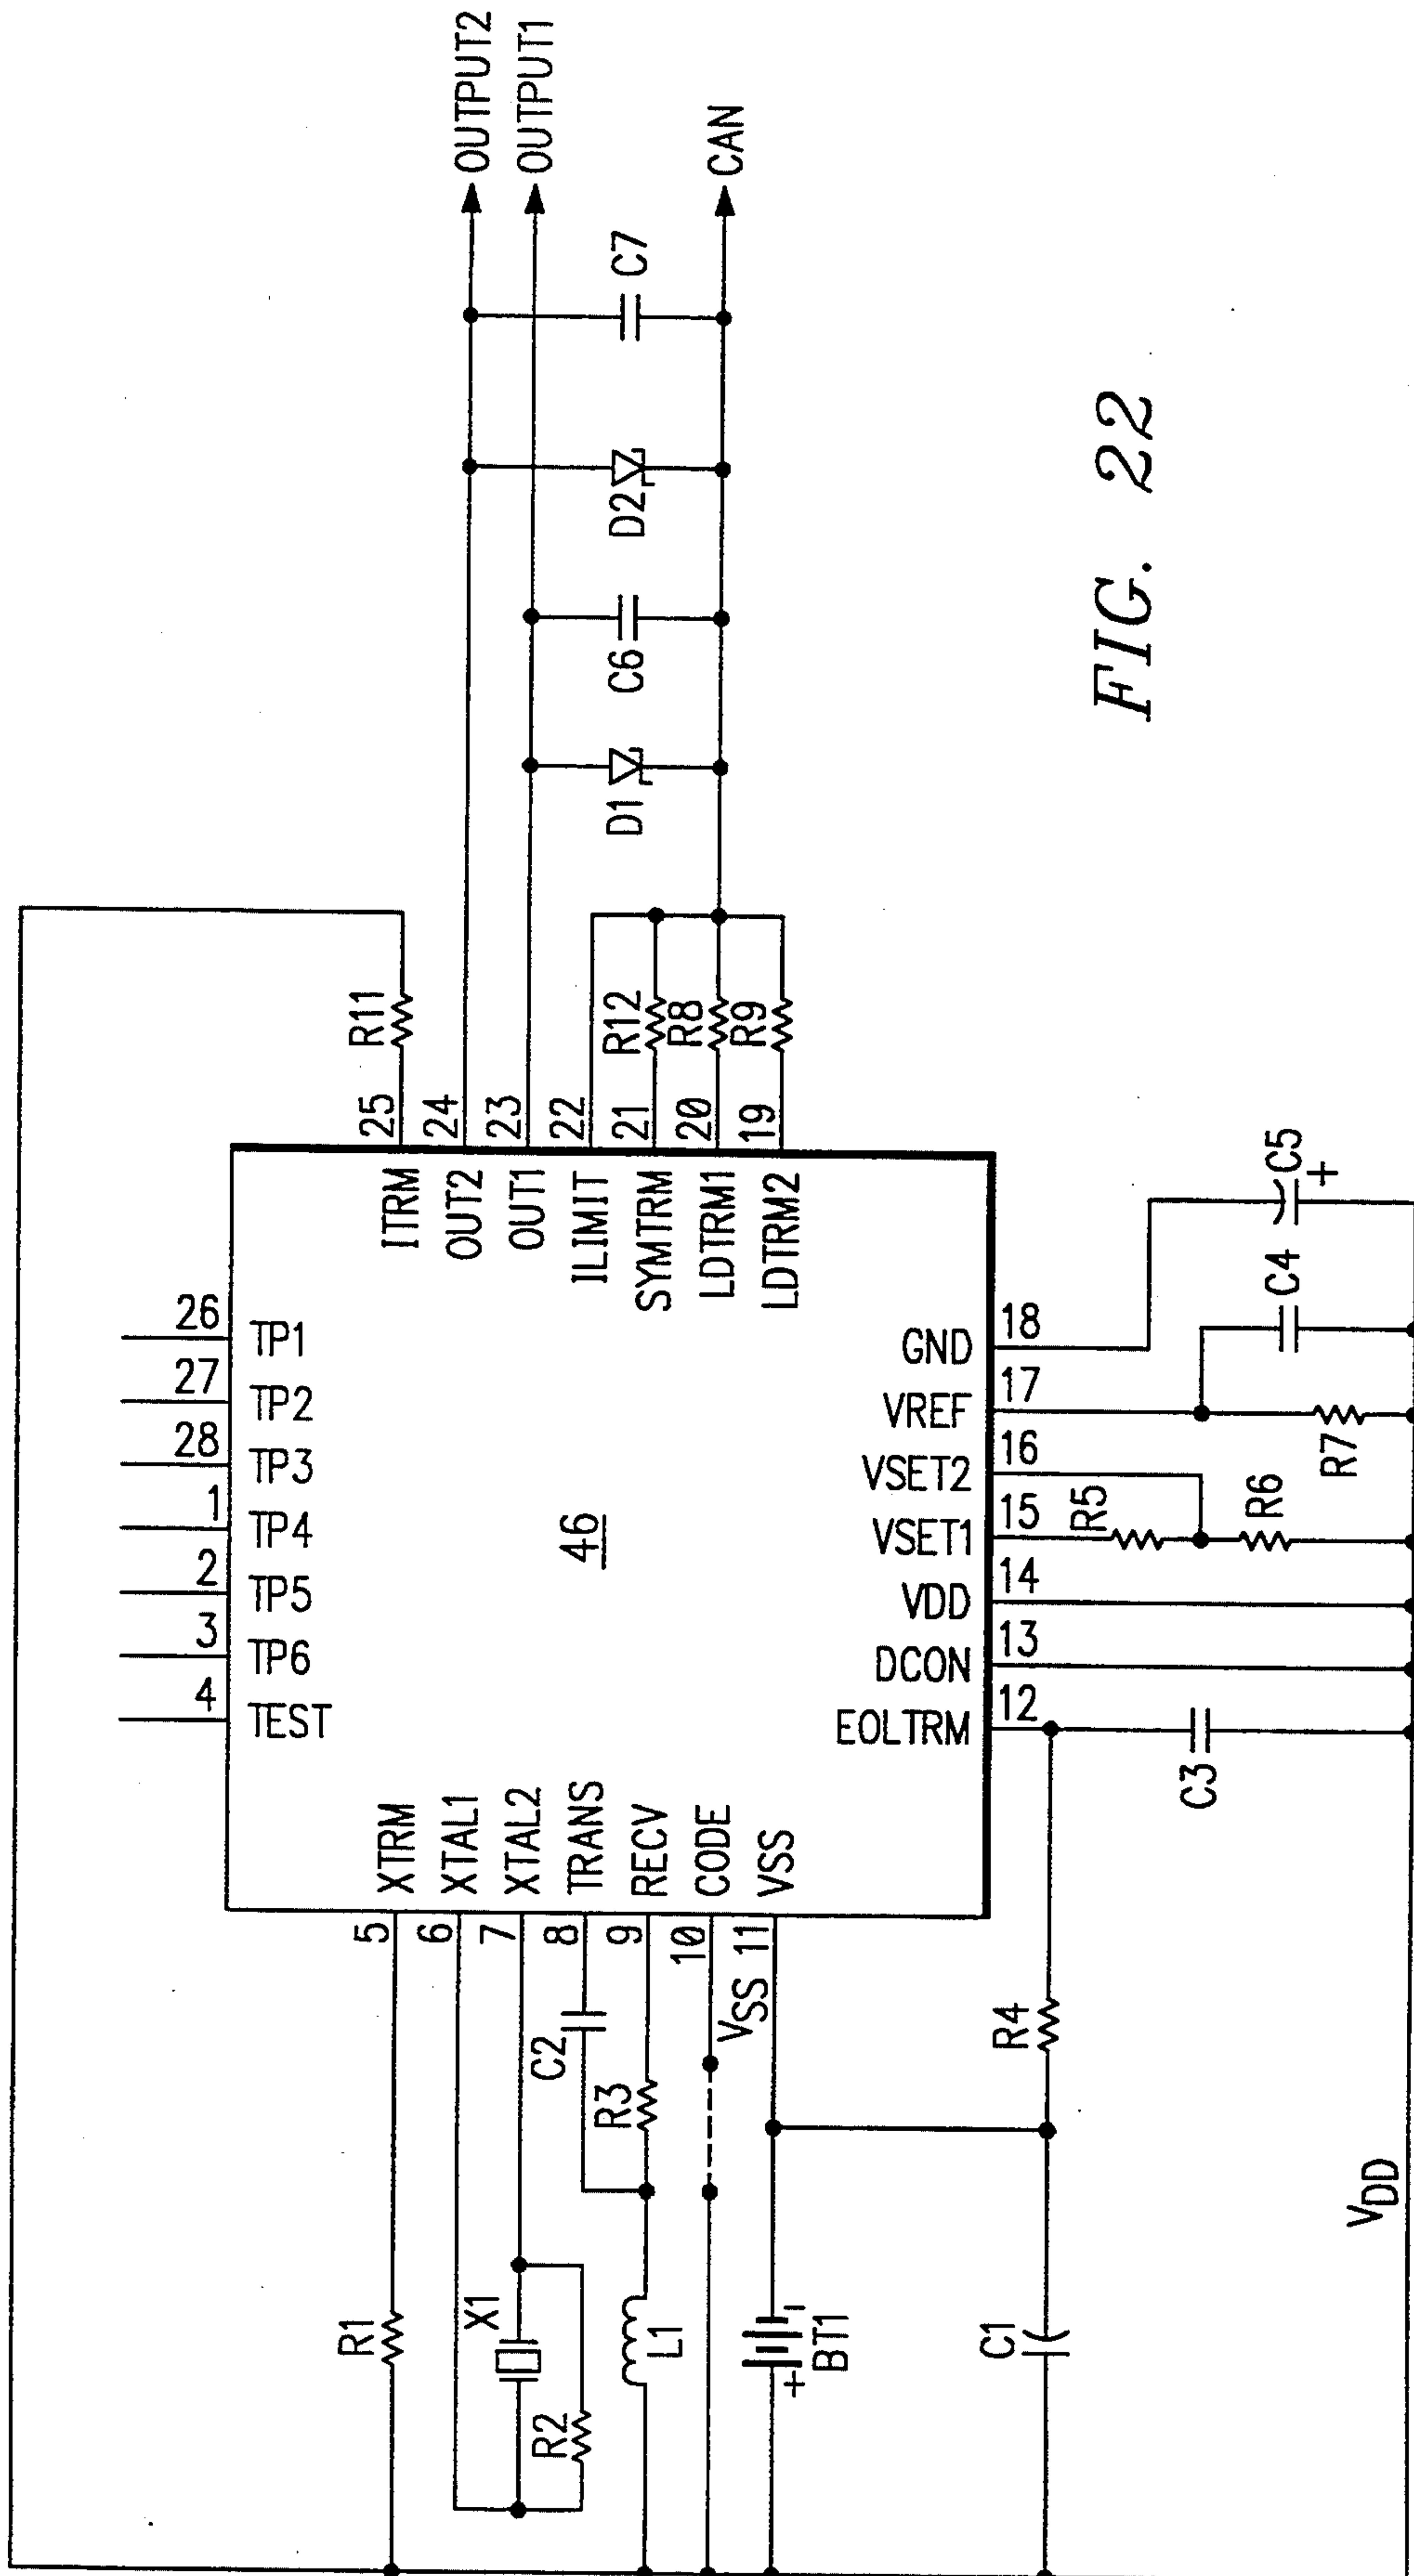 OUTPUT2
OUTPUT1
CAN
C7
D2
C6
D1
R11
R12
R8
R9
25
24
23
22
21
20
19
ITRM
OUT2
OUT1
ILIMIT
SYMTRM
LDTRM1
LDTRM2
26 TP1
27 TP2
28 TP3
1 TP4
2 TP5
3 TP6
4 TEST
46
GND 18
VREF 17
VSET2 16
VSET1 15
VDD 14
DCON 13
EOLTRM 12
C5
+
C4
R7
R5
R6
C3
XTRM
XTAL1
XTAL2
TRANS
RECV
CODE
VSS
5
6
7
8
9
10
11
VSS
C2
R3
R4
R1
X1
R2
L1
BT1
+
-
C1
VDD
FIG. 22